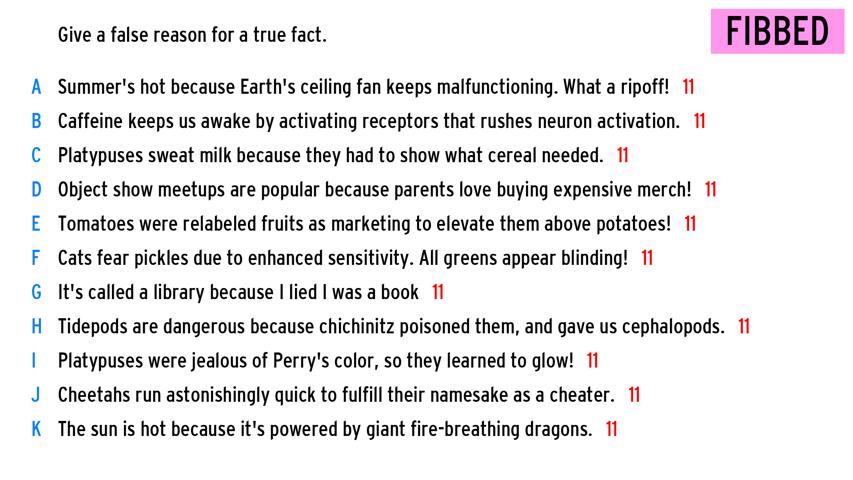 Give a false reason for a true fact.
FIBBED
A Summer's hot because Earth's ceiling fan keeps malfunctioning. What a ripoff! 11
B Caffeine keeps us awake by activating receptors that rushes neuron activation. 11
C Platypuses sweat milk because they had to show what cereal needed. 11
D Object show meetups are popular because parents love buying expensive merch! 11
E Tomatoes were relabeled fruits as marketing to elevate them above potatoes! 11
F Cats fear pickles due to enhanced sensitivity. All greens appear blinding! 11
G It's called a library because I lied I was a book 11
H Tidepods are dangerous because chichinitz poisoned them, and gave us cephalopods. 11
I Platypuses were jealous of Perry's color, so they learned to glow! 11
J Cheetahs run astonishingly quick to fulfill their namesake as a cheater. 11
K The sun is hot because it's powered by giant fire-breathing dragons. 11